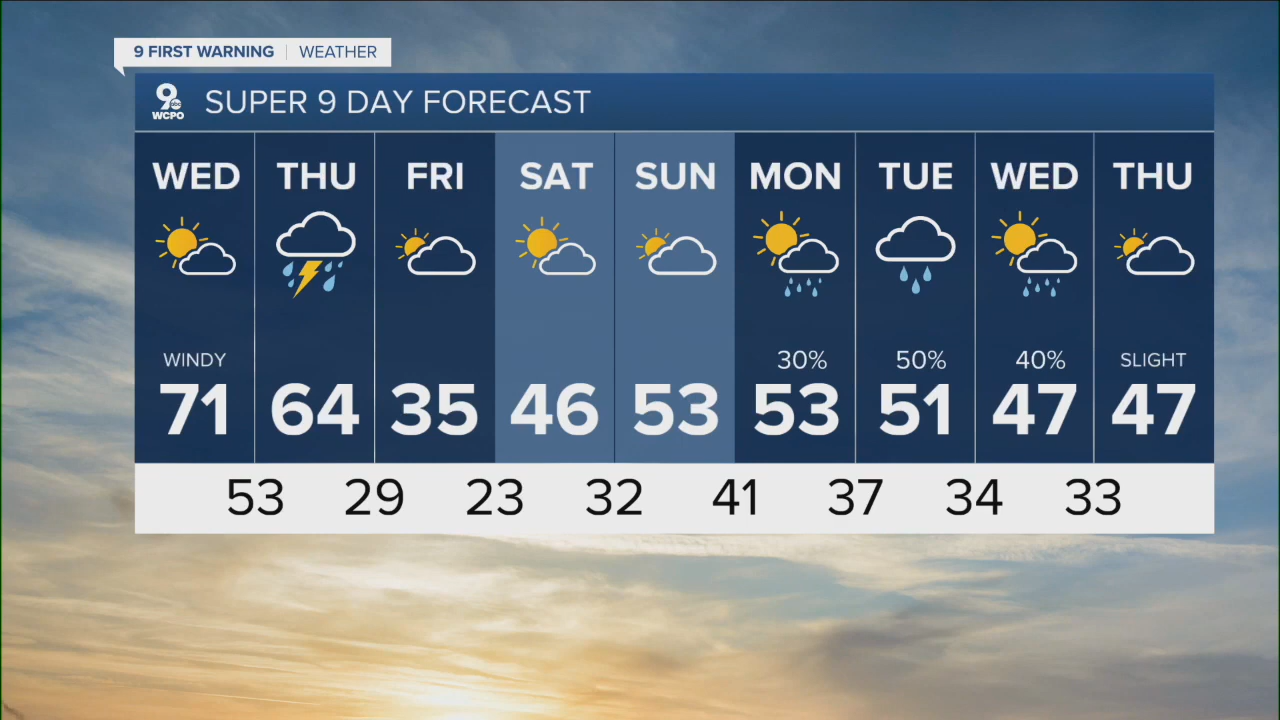 9 FIRST WARNING | WEATHER
9 abc
WCPO
SUPER 9 DAY FORECAST
WED THU FRI SAT SUN MON TUE WED THU
WINDY 30% 50% 40% SLIGHT
71 64 35 46 53 53 51 47 47
53 29 23 32 41 37 34 33